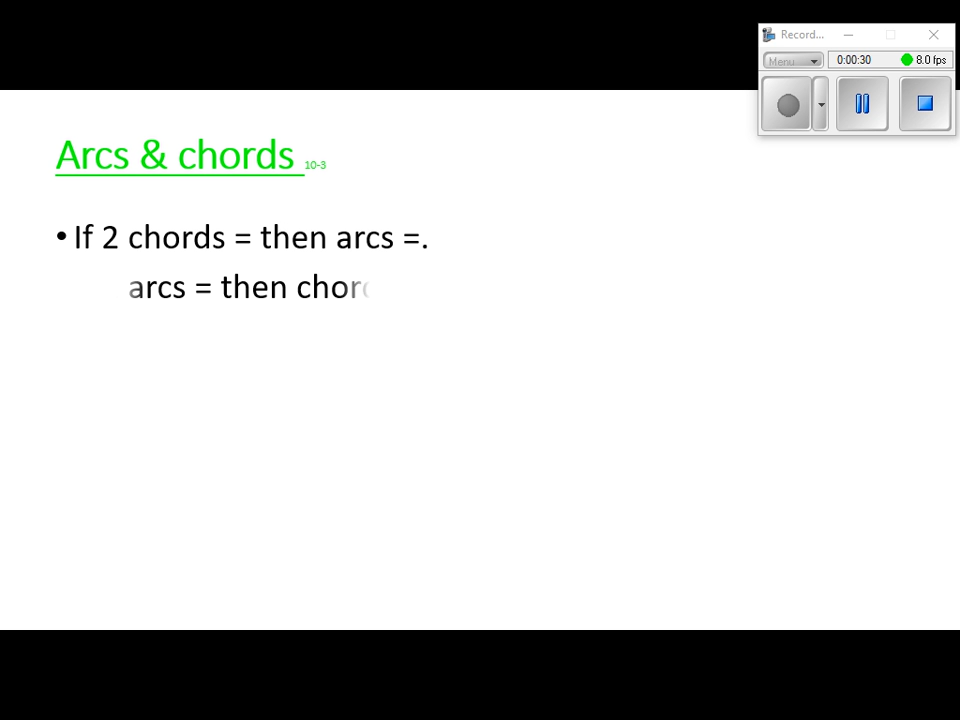 Record...
Menu
0:00:30
8.0 fps
Arcs & chords 10-3
• If 2 chords = then arcs =.
arcs = then